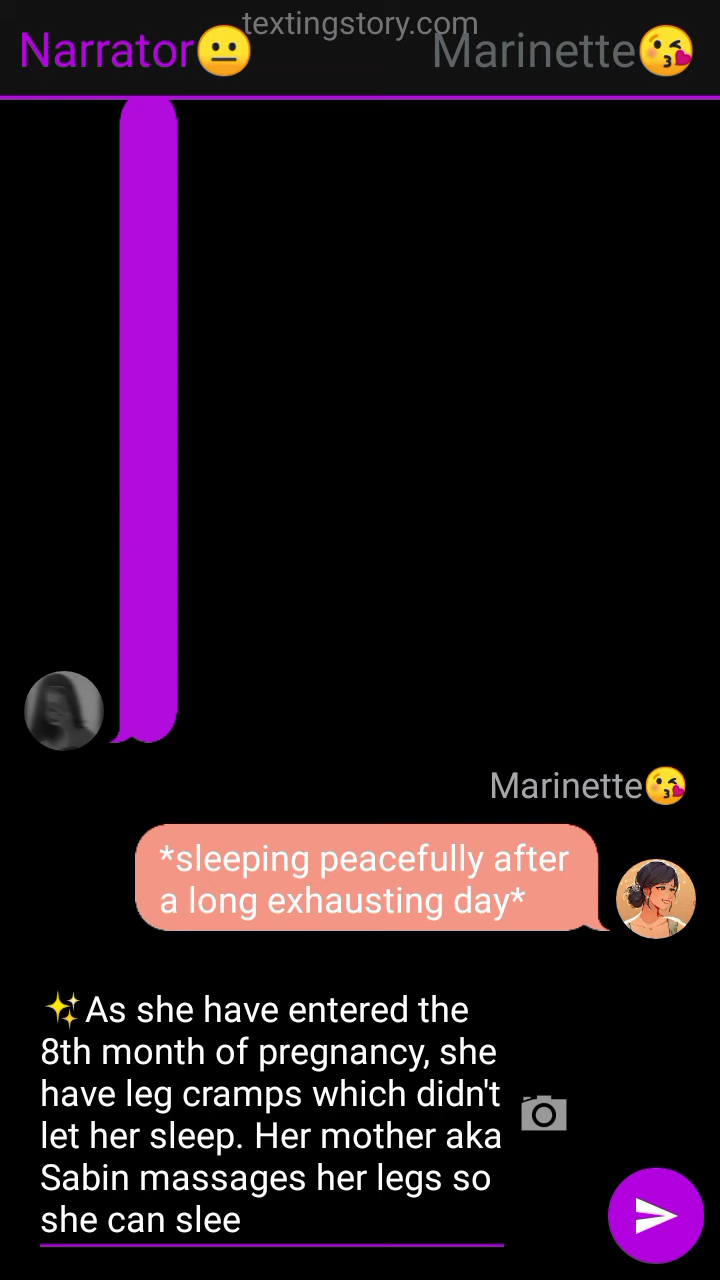 textingstory.com
Narrator😐 Marinette😘
Marinette😘
*sleeping peacefully after
a long exhausting day*
✨As she have entered the
8th month of pregnancy, she
have leg cramps which didn't
let her sleep. Her mother aka
Sabin massages her legs so
she can slee